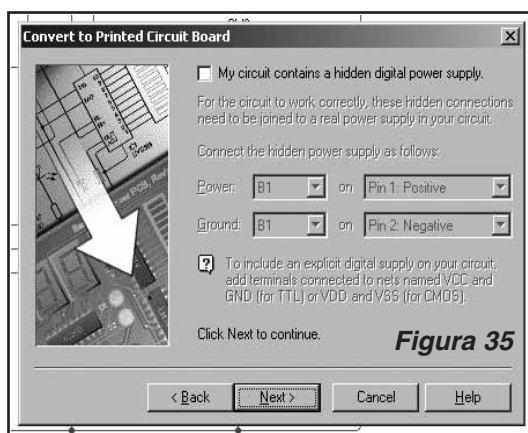 Convert to Printed Circuit Board
My circuit contains a hidden digital power supply.
For the circuit to work correctly, these hidden connections
need to be joined to a real power supply in your circuit.
Connect the hidden power supply as follows:
Power: B1 on Pin 1: Positive
Ground: B1 on Pin 2: Negative
To include an explicit digital supply on your circuit,
add terminals connected to nets named VCC and
GND (for TTL) or VDD and VSS (for CMOS).
Click Next to continue.
Figura 35
< Back Next > Cancel Help